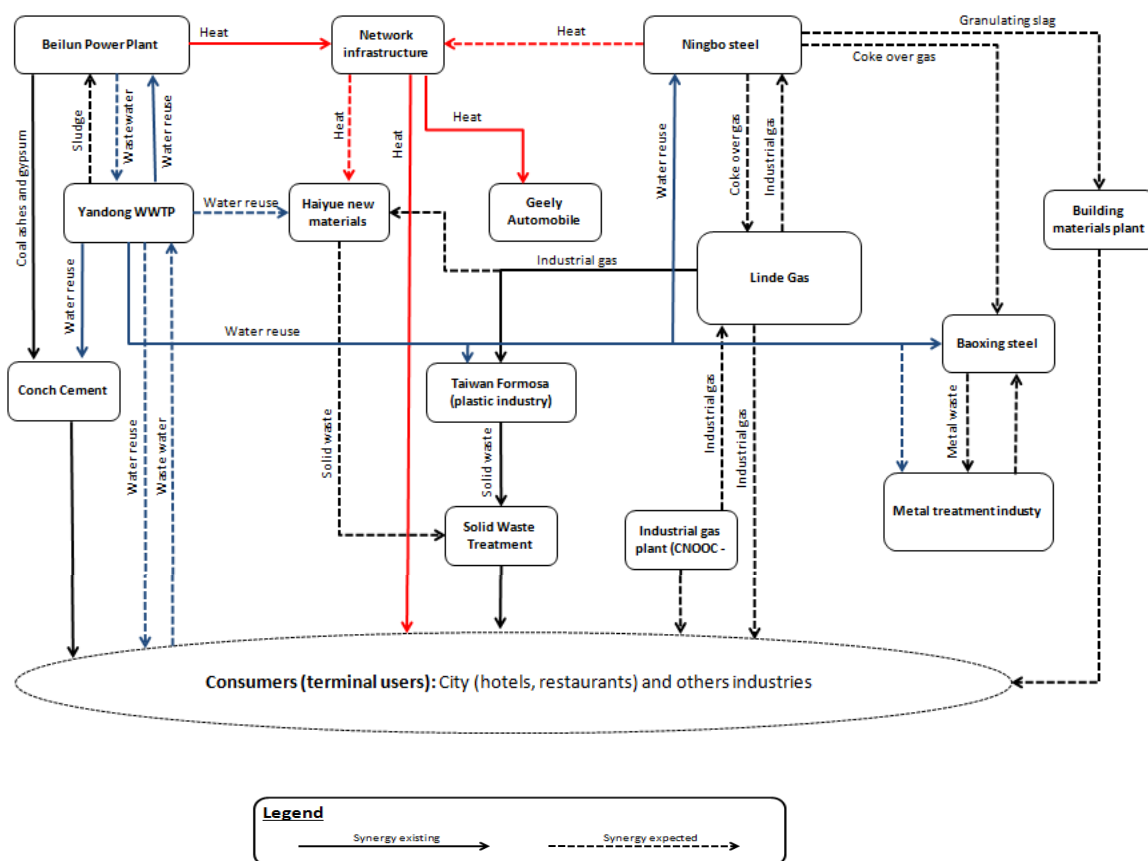 Granulating slag
Beilun Power Plant
Heat
Network
infrastructure
Heat
Ningbo steel
Coke over gas
Coal ashes and gypsum
Sludge
Wastewater
Water reuse
Heat
Heat
Heat
Water reuse
Coke over gas
Industrial gas
Yandong WWTP
Water reuse
Haiyue new
materials
Geely
Automobile
Building
materials plant
Industrial gas
Linde Gas
Water reuse
Water reuse
Baoxing steel
Conch Cement
Taiwan Formosa
(plastic industry)
Water reuse
Waste water
Solid waste
Solid waste
Industrial gas
Industrial gas
Metal waste
Metal treatment industy
Solid Waste
Treatment
Industrial gas
plant (CNOOC -
Consumers (terminal users): City (hotels, restaurants) and others industries
Legend
Synergy existing
Synergy expected